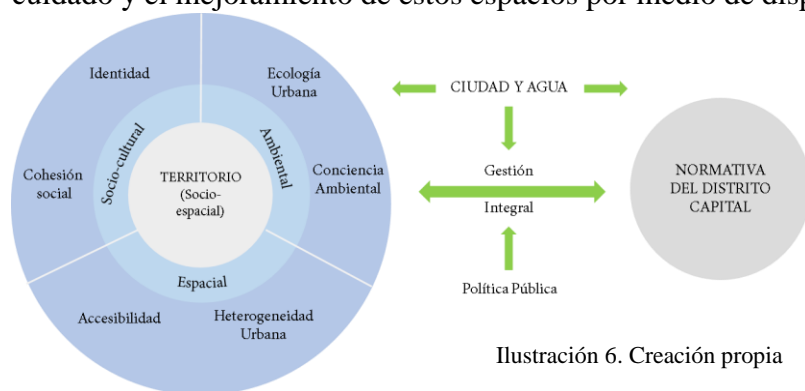 cuidado y el mejoramiento de estos espacios por medio de
Identidad
Ecología
Urbana
Socio-cultural
Ambiental
Cohesión
social
TERRITORIO
(Socio-
espacial)
Conciencia
Ambiental
Espacial
Accesibilidad
Heterogeneidad
Urbana
CIUDAD Y AGUA
Gestión
Integral
Política Pública
NORMATIVA
DEL DISTRITO
CAPITAL
Ilustración 6. Creación propia